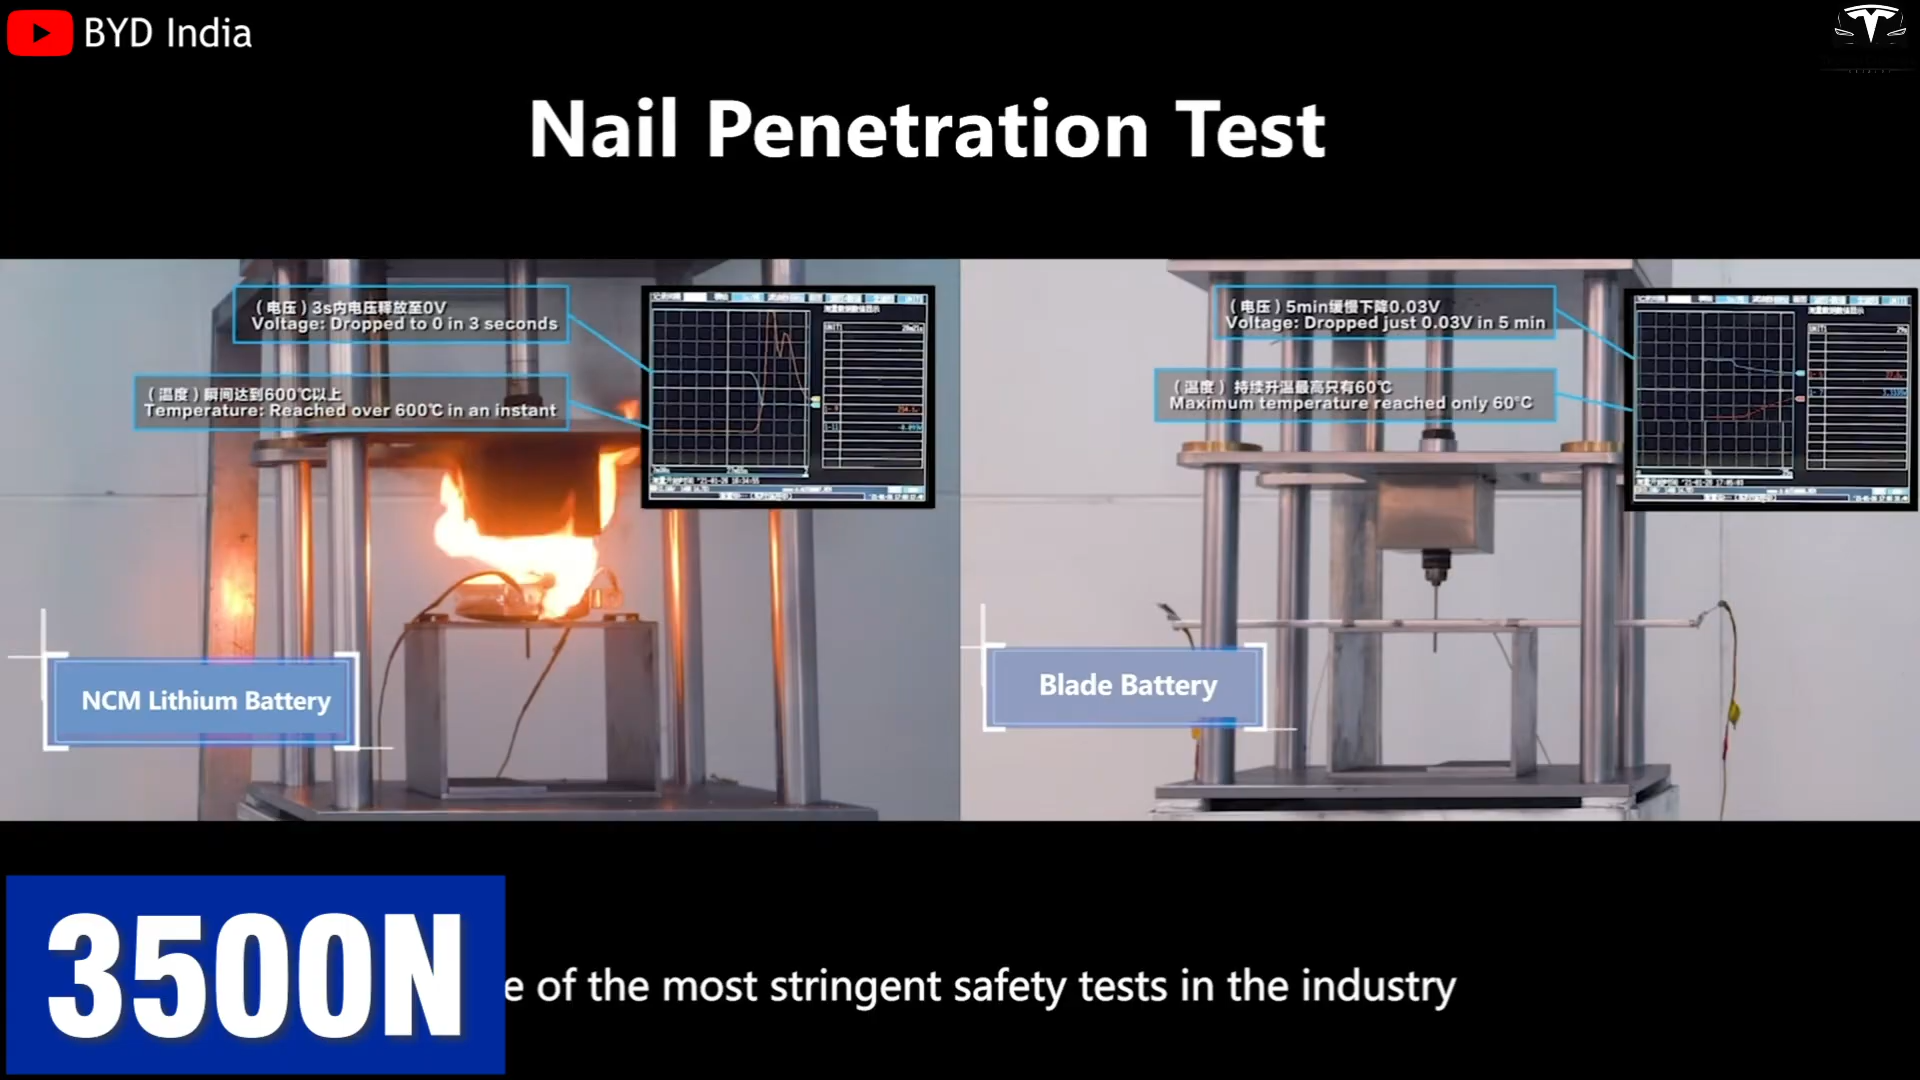 BYD India
Nail Penetration Test
（电压）3s内电压释放至0V
Voltage: Dropped to 0 in 3 seconds
（温度）瞬间达到600℃以上
Temperature: Reached over 600℃ in an instant
（电压）5min缓慢下降0.03V
Voltage: Dropped just 0.03V in 5 min
（温度） 持续升温最高只有60℃
Maximum temperature reached only 60℃
NCM Lithium Battery
Blade Battery
3500N
e of the most stringent safety tests in the industry